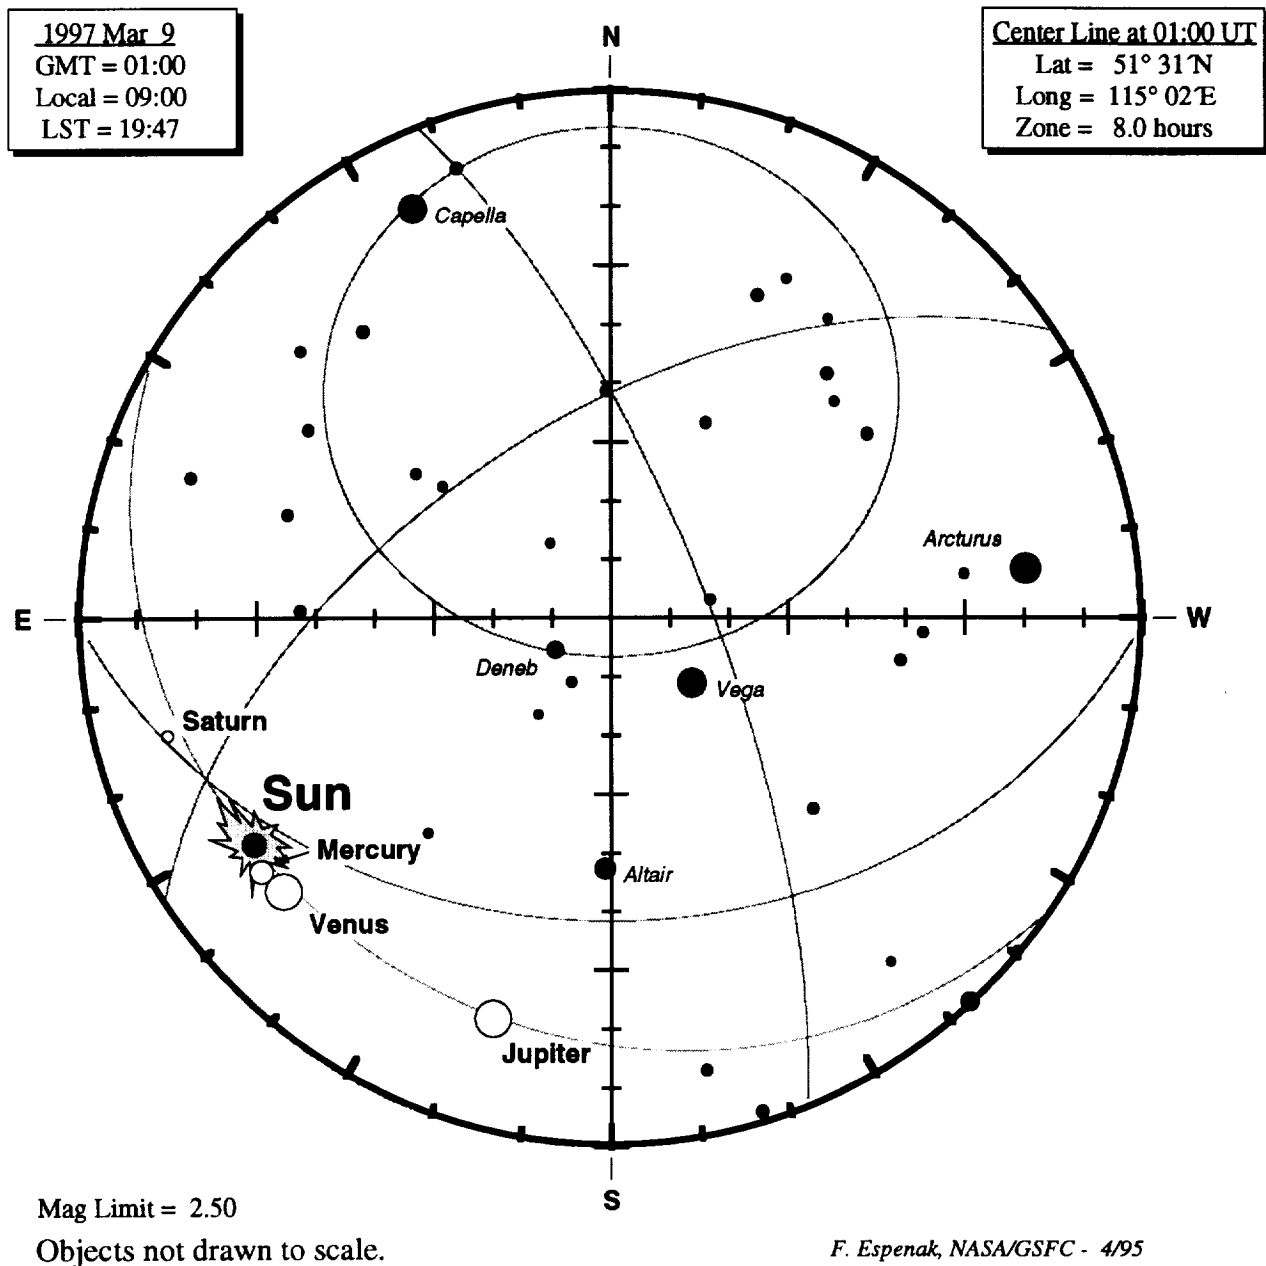 1997 Mar 9
GMT = 01:00
Local = 09:00
LST = 19:47
N
Center Line at 01:00 UT
Lat = 51° 31'N
Long = 115° 02'E
Zone = 8.0 hours
Capella
Arcturus
E
W
Deneb
Vega
Saturn
Sun
Mercury
Altair
Venus
Jupiter
S
Mag Limit = 2.50
Objects not drawn to scale.
F. Espenak, NASA/GSFC - 4/95